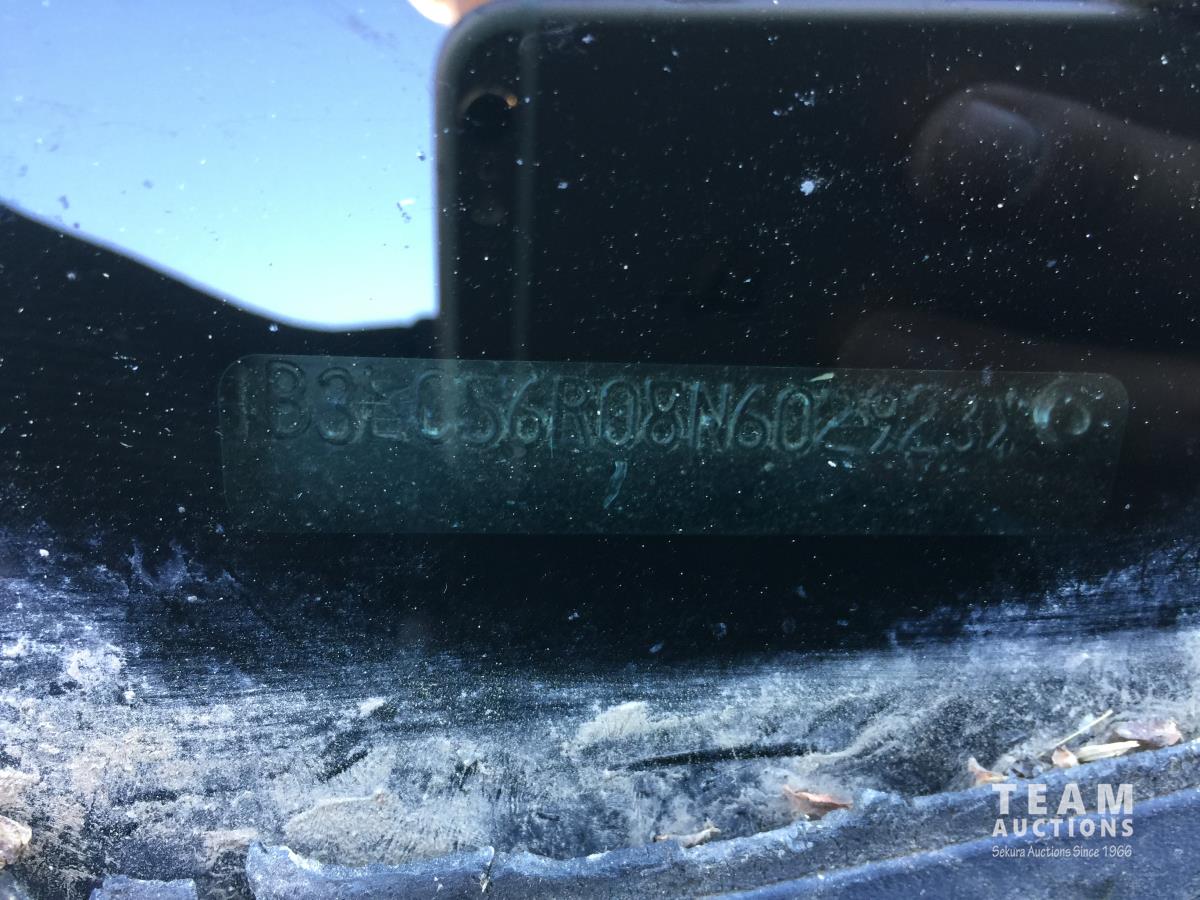 1B3EC56R08N602923
TEAM
AUCTIONS
Sekura Auctions Since 1966